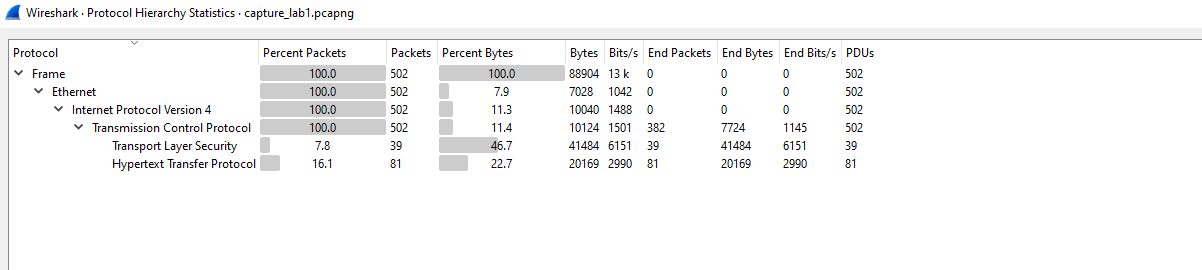 Wireshark · Protocol Hierarchy Statistics · capture_lab1.pcapng
Protocol Percent Packets Packets Percent Bytes Bytes Bits/s End Packets End Bytes End Bits/s PDUs
Frame 100.0 502 100.0 88904 13 k 0 0 0 502
Ethernet 100.0 502 7.9 7028 1042 0 0 0 502
Internet Protocol Version 4 100.0 502 11.3 10040 1488 0 0 0 502
Transmission Control Protocol 100.0 502 11.4 10124 1501 382 7724 1145 502
Transport Layer Security 7.8 39 46.7 41484 6151 39 41484 6151 39
Hypertext Transfer Protocol 16.1 81 22.7 20169 2990 81 20169 2990 81